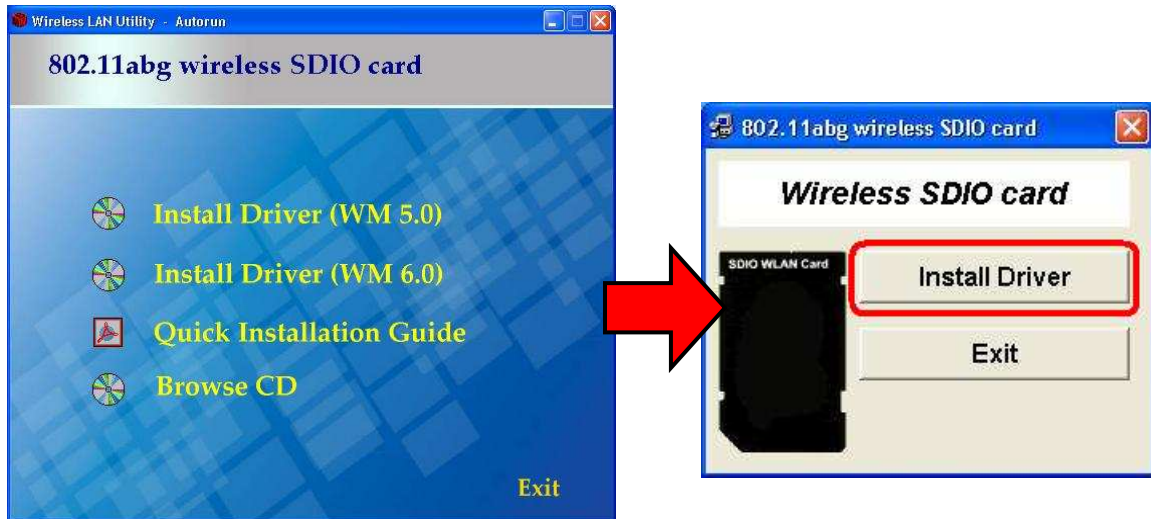 Wireless LAN Utility - Autorun
802.11abg wireless SDIO card
Install Driver (WM 5.0)
Install Driver (WM 6.0)
Quick Installation Guide
Browse CD
Exit
802.11abg wireless SDIO card
Wireless SDIO card
SDIO WLAN Card
Install Driver
Exit